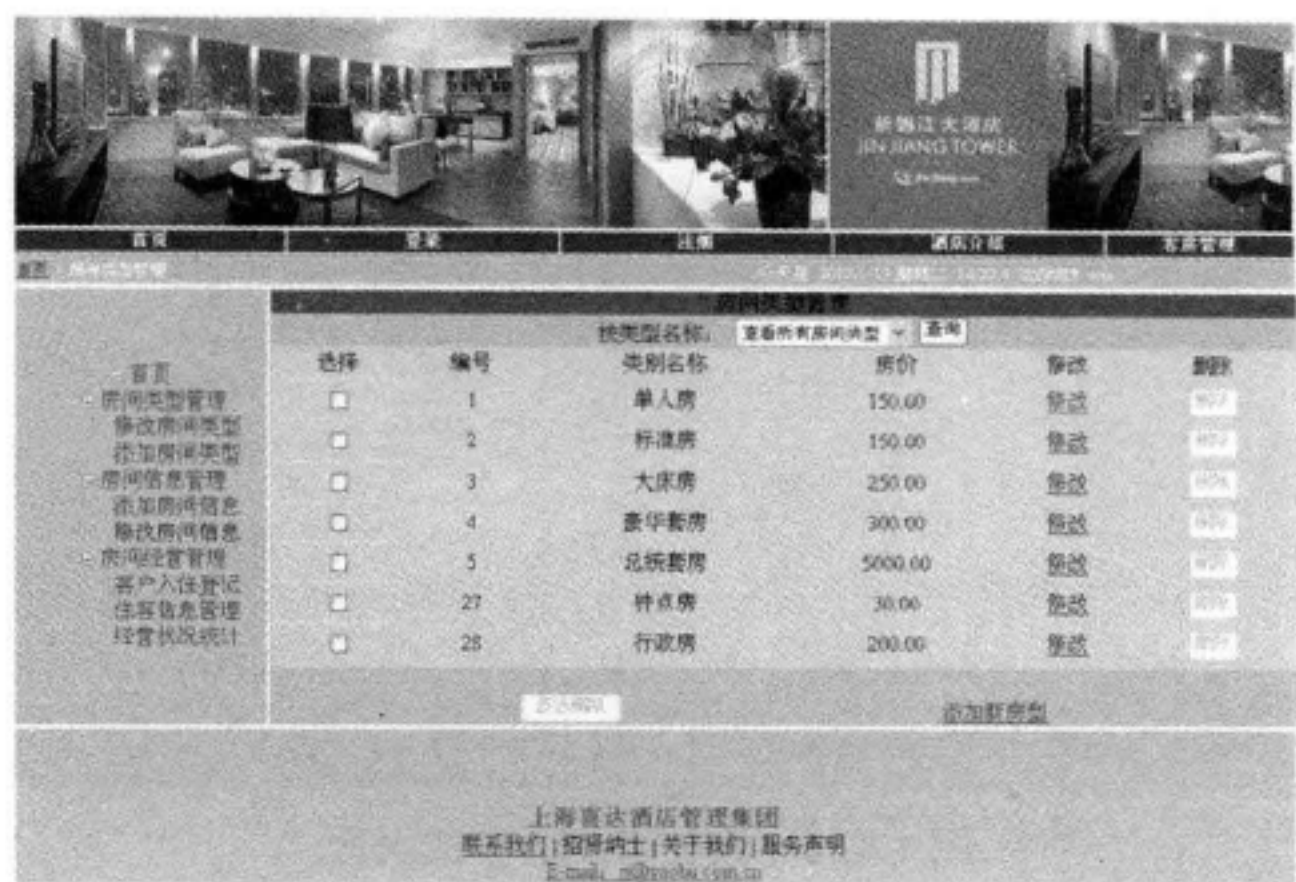 新锦江大酒店
JIN JIANG TOWER
首页 登录 注册 酒店介绍 客房管理
首页
房间类型管理
按类型名称： 查看所有房间类型 查询
选择 编号 类别名称 房价 修改 删除
1 单人房 150.00 修改
2 标准房 150.00 修改
3 大床房 250.00 修改
4 豪华套房 300.00 修改
5 总统套房 5000.00 修改
27 钟点房 30.00 修改
28 行政房 200.00 修改
添加新房型
首页
房间类型管理
修改房间类型
添加房间类型
房间信息管理
添加房间信息
修改房间信息
房间经营管理
客户入住登记
住客信息管理
经营状况统计
上海喜达酒店管理集团
联系我们 | 招贤纳士 | 关于我们 | 服务声明
E-mail: